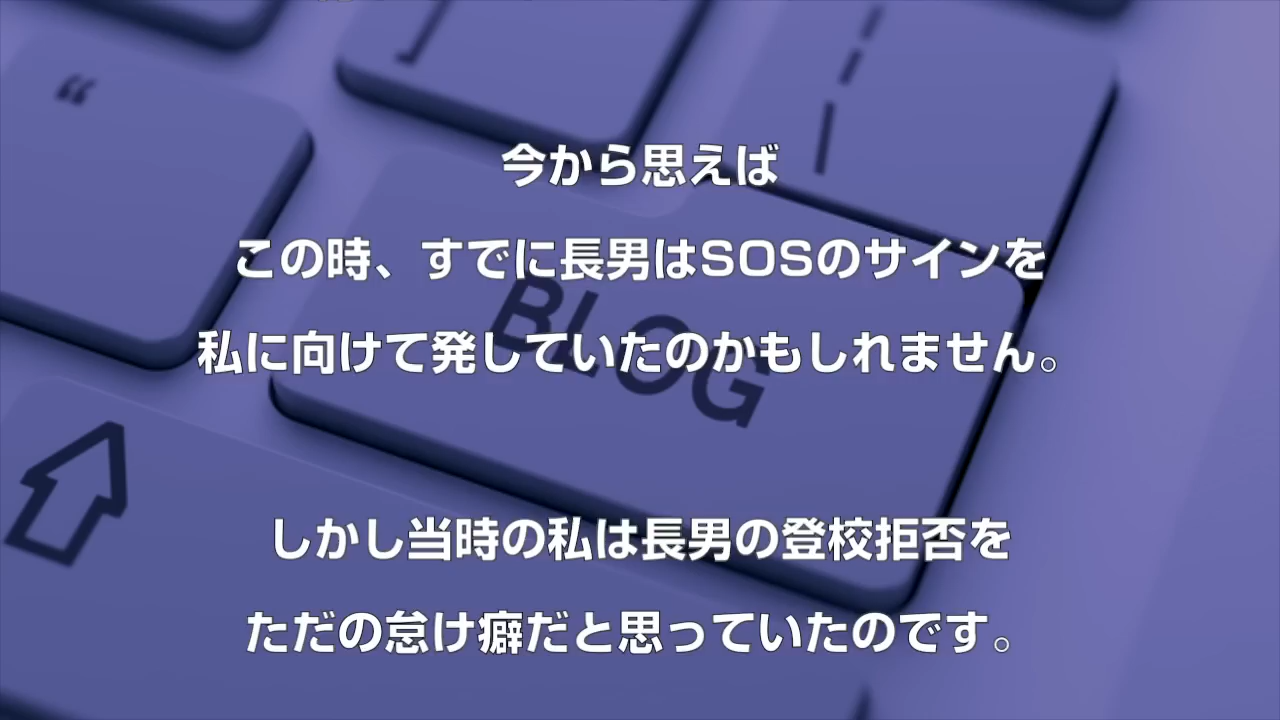 今から思えば
この時、すでに長男はSOSのサインを
私に向けて発していたのかもしれません。
BLOG
しかし当時の私は長男の登校拒否を
ただの怠け癖だと思っていたのです。